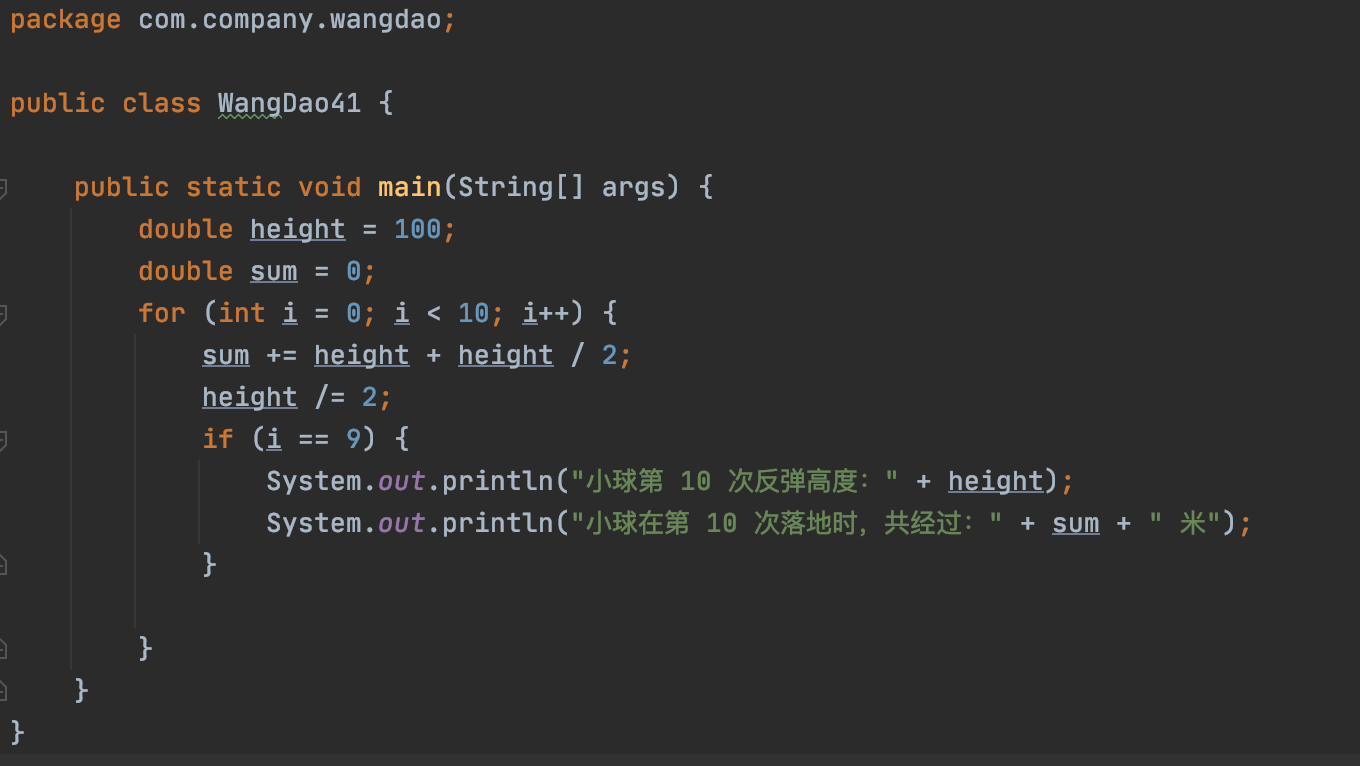 package com.company.wangdao;
public class WangDao41 {
public static void main(String[] args) {
double height = 100;
double sum = 0;
for (int i = 0; i < 10; i++) {
sum += height + height / 2;
height /= 2;
if (i == 9) {
System.out.println("小球第 10 次反弹高度：" + height);
System.out.println("小球在第 10 次落地时，共经过：" + sum + " 米");
}
}
}
}